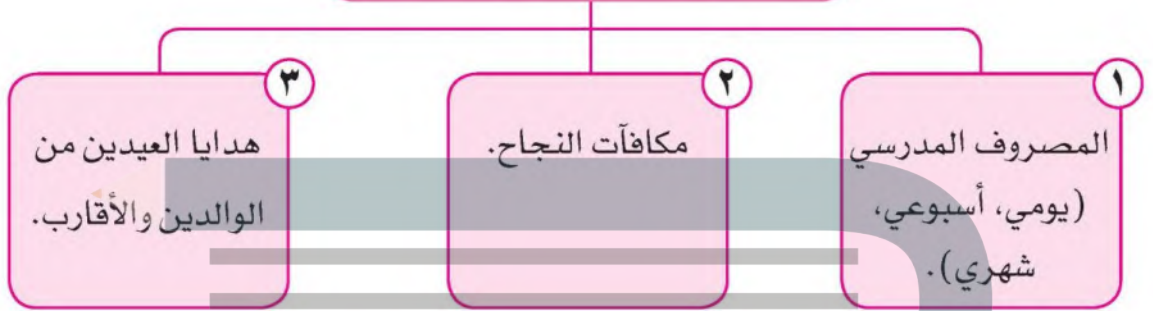 ١
المصروف المدرسي
(يومي، أسبوعي،
شهري).
٢
مكافآت النجاح.
٣
هدايا العيدين من
الوالدين والأقارب.